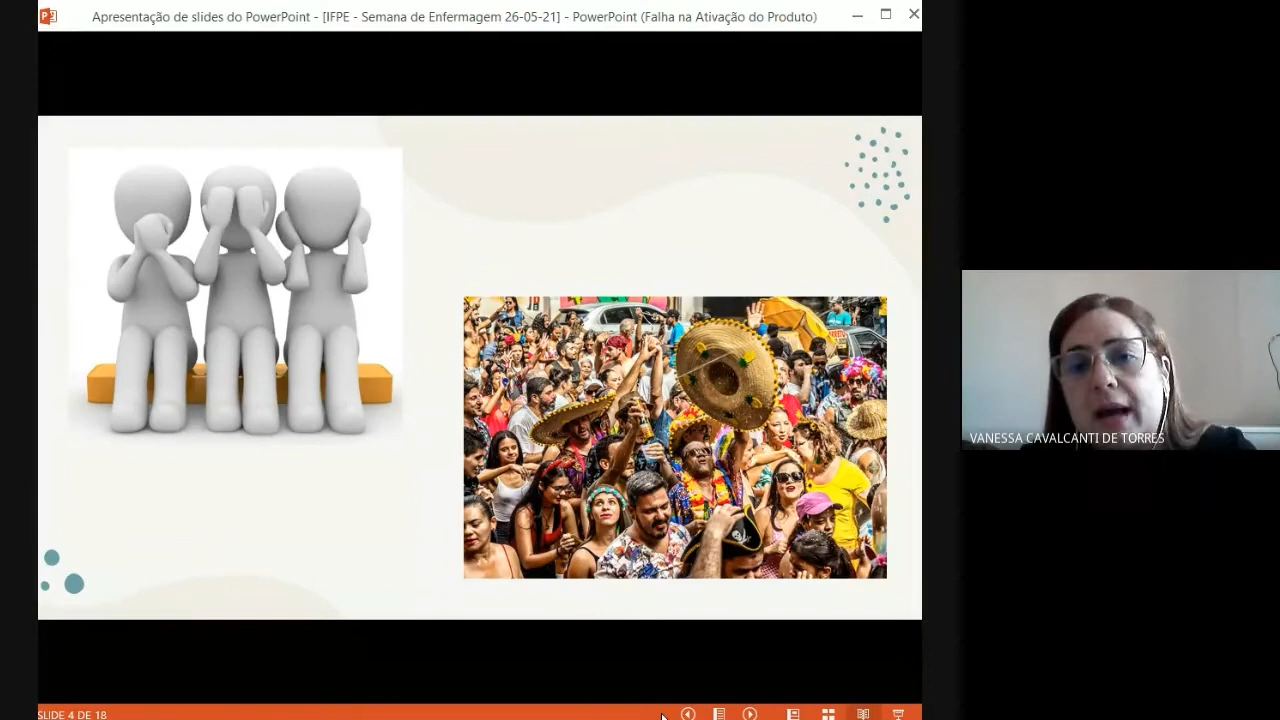 Apresentação de slides do PowerPoint - [IFPE - Semana de Enfermagem 26-05-21] - PowerPoint (Falha na Ativação do Produto)
VANESSA CAVALCANTI DE TORRES
SLIDE 4 DE 18